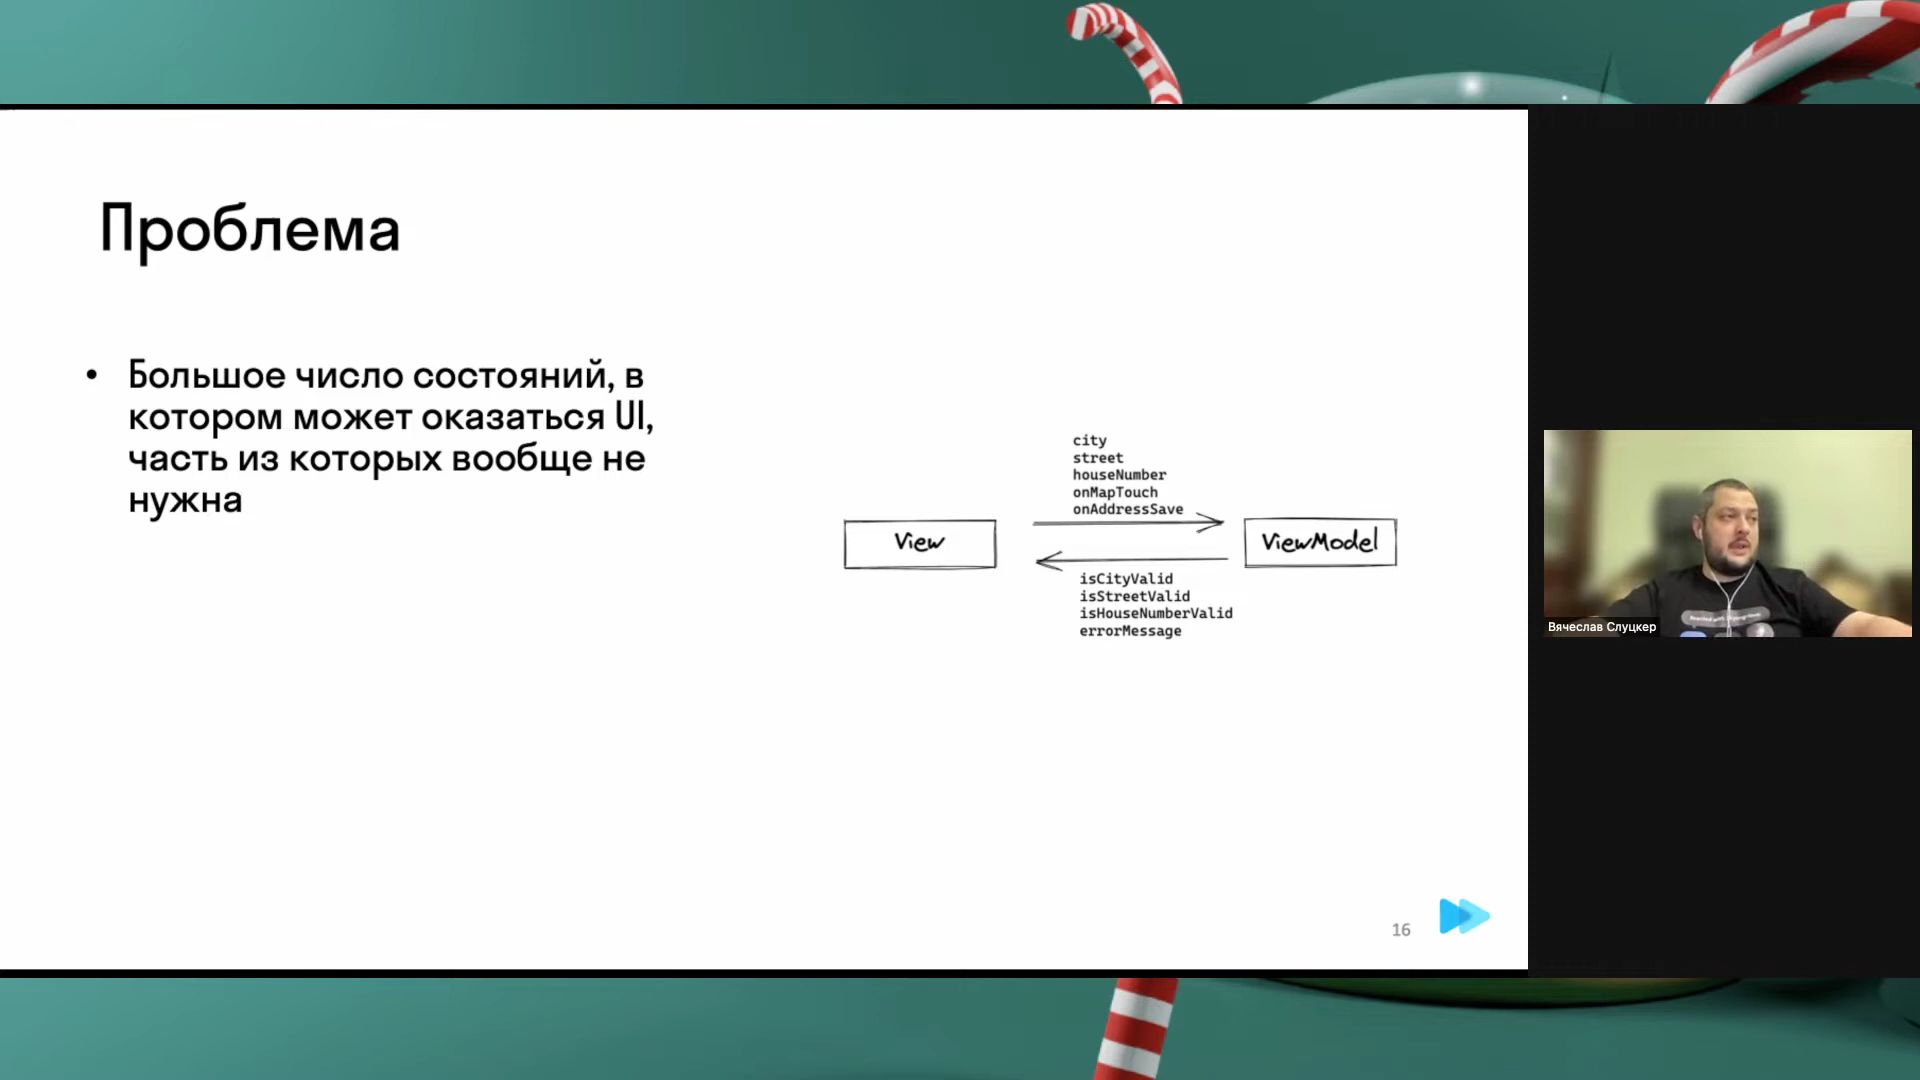 Проблема
• Большое число состояний, в
котором может оказаться UI,
часть из которых вообще не
нужна
city
street
houseNumber
onMapTouch
onAddressSave
View
ViewModel
isCityValid
isStreetValid
isHouseNumberValid
errorMessage
16
Вячеслав Слуцкер